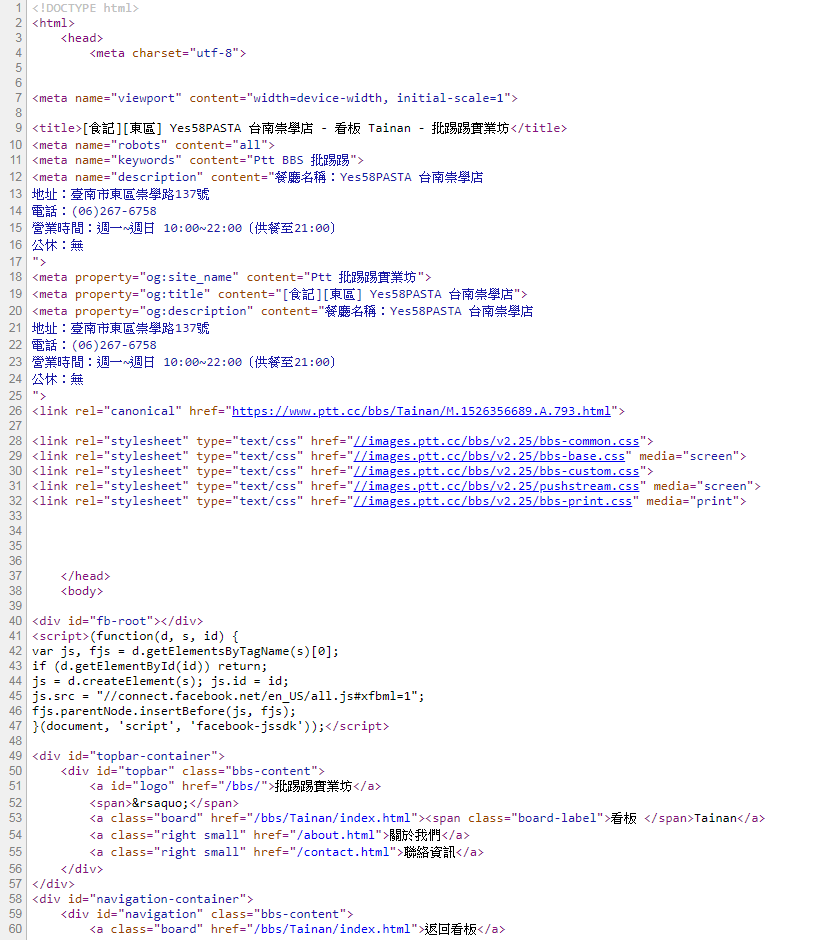 1 <!DOCTYPE html>
2 <html>
3 <head>
4 <meta charset="utf-8">
5
6
7 <meta name="viewport" content="width=device-width, initial-scale=1">
8
9 <title>[食記][東區] Yes58PASTA 台南崇學店 - 看板 Tainan - 批踢踢實業坊</title>
10 <meta name="robots" content="all">
11 <meta name="keywords" content="Ptt BBS 批踢踢">
12 <meta name="description" content="餐廳名稱：Yes58PASTA 台南崇學店
13 地址：臺南市東區崇學路137號
14 電話：(06)267-6758
15 營業時間：週一~週日 10:00~22:00〔供餐至21:00〕
16 公休：無
17 ">
18 <meta property="og:site_name" content="Ptt 批踢踢實業坊">
19 <meta property="og:title" content="[食記][東區] Yes58PASTA 台南崇學店">
20 <meta property="og:description" content="餐廳名稱：Yes58PASTA 台南崇學店
21 地址：臺南市東區崇學路137號
22 電話：(06)267-6758
23 營業時間：週一~週日 10:00~22:00〔供餐至21:00〕
24 公休：無
25 ">
26 <link rel="canonical" href="https://www.ptt.cc/bbs/Tainan/M.1526356689.A.793.html">
27
28 <link rel="stylesheet" type="text/css" href="//images.ptt.cc/bbs/v2.25/bbs-common.css">
29 <link rel="stylesheet" type="text/css" href="//images.ptt.cc/bbs/v2.25/bbs-base.css" media="screen">
30 <link rel="stylesheet" type="text/css" href="//images.ptt.cc/bbs/v2.25/bbs-custom.css">
31 <link rel="stylesheet" type="text/css" href="//images.ptt.cc/bbs/v2.25/pushstream.css" media="screen">
32 <link rel="stylesheet" type="text/css" href="//images.ptt.cc/bbs/v2.25/bbs-print.css" media="print">
33
34
35
36
37 </head>
38 <body>
39
40 <div id="fb-root"></div>
41 <script>(function(d, s, id) {
42 var js, fjs = d.getElementsByTagName(s)[0];
43 if (d.getElementById(id)) return;
44 js = d.createElement(s); js.id = id;
45 js.src = "//connect.facebook.net/en_US/all.js#xfbml=1";
46 fjs.parentNode.insertBefore(js, fjs);
47 }(document, 'script', 'facebook-jssdk'));</script>
48
49 <div id="topbar-container">
50 <div id="topbar" class="bbs-content">
51 <a id="logo" href="/bbs/">批踢踢實業坊</a>
52 <span>&rsaquo;</span>
53 <a class="board" href="/bbs/Tainan/index.html"><span class="board-label">看板 </span>Tainan</a>
54 <a class="right small" href="/about.html">關於我們</a>
55 <a class="right small" href="/contact.html">聯絡資訊</a>
56 </div>
57 </div>
58 <div id="navigation-container">
59 <div id="navigation" class="bbs-content">
60 <a class="board" href="/bbs/Tainan/index.html">返回看板</a>